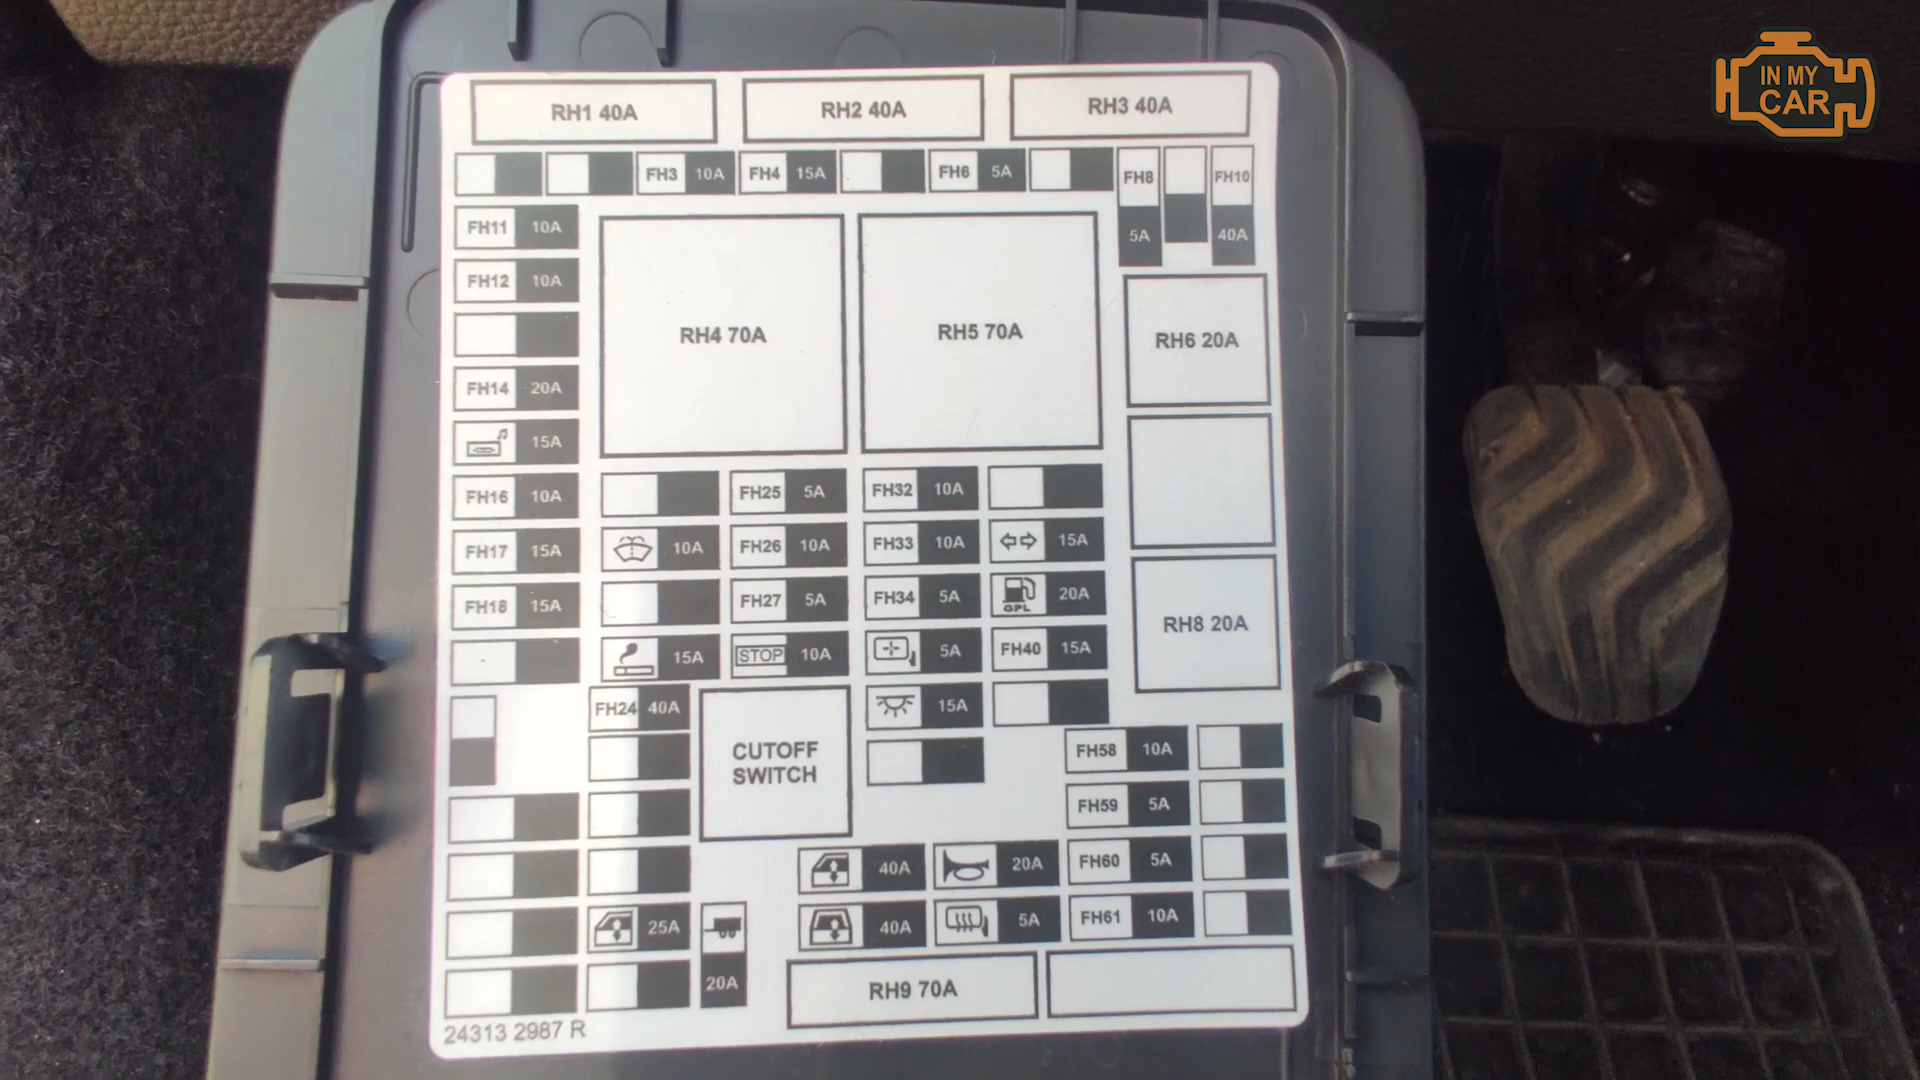 IN MY
CAR
RH1 40A
RH2 40A
RH3 40A
FH3 10A
FH4 15A
FH6 5A
FH8 5A
FH10 40A
FH11 10A
FH12 10A
FH14 20A
15A
FH16 10A
FH17 15A
FH18 15A
RH4 70A
RH5 70A
RH6 20A
RH8 20A
10A
15A
FH25 5A
FH26 10A
FH27 5A
STOP 10A
FH32 10A
FH33 10A
FH34 5A
5A
15A
15A
GPL 20A
FH40 15A
FH24 40A
CUTOFF
SWITCH
FH58 10A
FH59 5A
FH60 5A
FH61 10A
40A
20A
25A
20A
40A
5A
RH9 70A
24313 2987 R